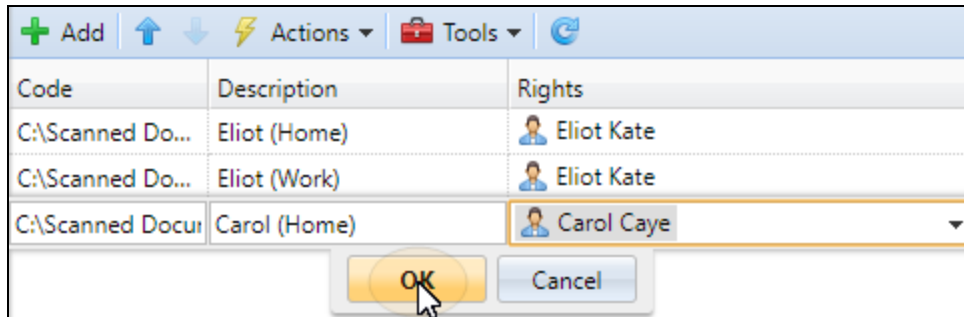 Add Actions Tools
Code Description Rights
C:\Scanned Do... Eliot (Home) Eliot Kate
C:\Scanned Do... Eliot (Work) Eliot Kate
C:\Scanned Docu Carol (Home) Carol Caye
OK Cancel